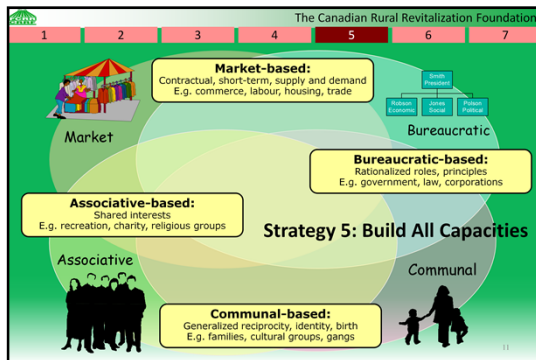 The Canadian Rural Revitalization Foundation
1 2 3 4 5 6 7
Market-based:
Contractual, short-term, supply and demand
E.g. commerce, labour, housing, trade
Smith
President
Robson
Economic
Jones
Social
Polson
Political
Market
Bureaucratic
Bureaucratic-based:
Rationalized roles, principles
E.g. government, law, corporations
Associative-based:
Shared interests
E.g. recreation, charity, religious groups
Strategy 5: Build All Capacities
Associative
Communal
Communal-based:
Generalized reciprocity, identity, birth
E.g. families, cultural groups, gangs
11